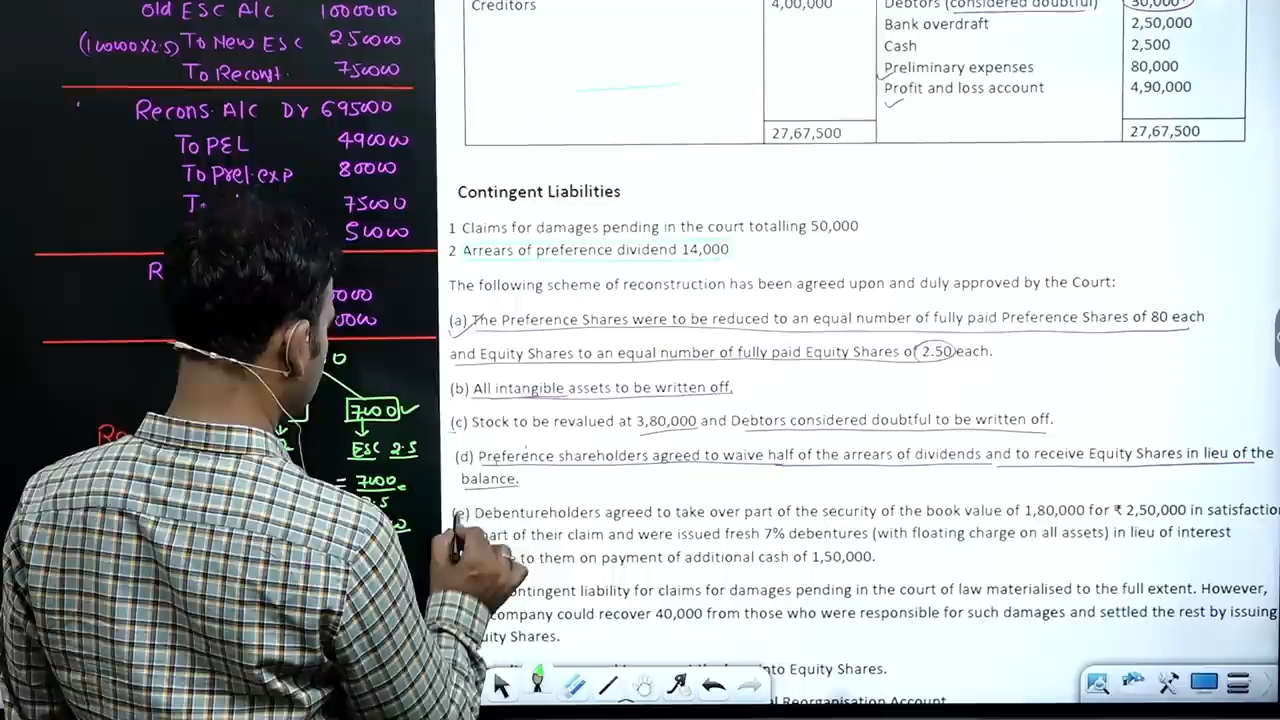 Old ESC A/c 1000000
(100000x2.5) To New ESC 250000
To Reconst. 750000
Recons. A/C Dr 695000
To P&L 490000
To Prel. exp 80000
75000
50000
7000
ESC 2.5
= 7000
Creditors 4,00,000 Debtors (considered doubtful) 30,000
Bank overdraft 2,50,000
Cash 2,500
Preliminary expenses 80,000
Profit and loss account 4,90,000
27,67,500 27,67,500
Contingent Liabilities
1 Claims for damages pending in the court totalling 50,000
2 Arrears of preference dividend 14,000
The following scheme of reconstruction has been agreed upon and duly approved by the Court:
(a) The Preference Shares were to be reduced to an equal number of fully paid Preference Shares of 80 each
and Equity Shares to an equal number of fully paid Equity Shares of 2.50 each.
(b) All intangible assets to be written off.
(c) Stock to be revalued at 3,80,000 and Debtors considered doubtful to be written off.
(d) Preference shareholders agreed to waive half of the arrears of dividends and to receive Equity Shares in lieu of the
balance.
(e) Debentureholders agreed to take over part of the security of the book value of 1,80,000 for ₹ 2,50,000 in satisfactio
part of their claim and were issued fresh 7% debentures (with floating charge on all assets) in lieu of interest
to them on payment of additional cash of 1,50,000.
ontingent liability for claims for damages pending in the court of law materialised to the full extent. However,
company could recover 40,000 from those who were responsible for such damages and settled the rest by issuing
uity Shares.
into Equity Shares.
l Reorganisation Account